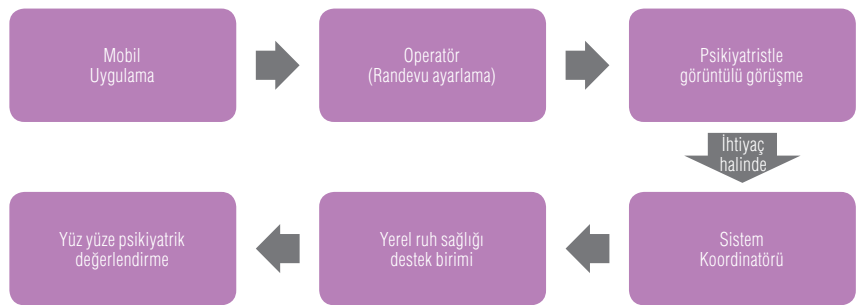 Mobil
Uygulama
Operatör
(Randevu ayarlama)
Psikiyatristle
görüntülü görüşme
İhtiyaç
halinde
Sistem
Koordinatörü
Yerel ruh sağlığı
destek birimi
Yüz yüze psikiyatrik
değerlendirme